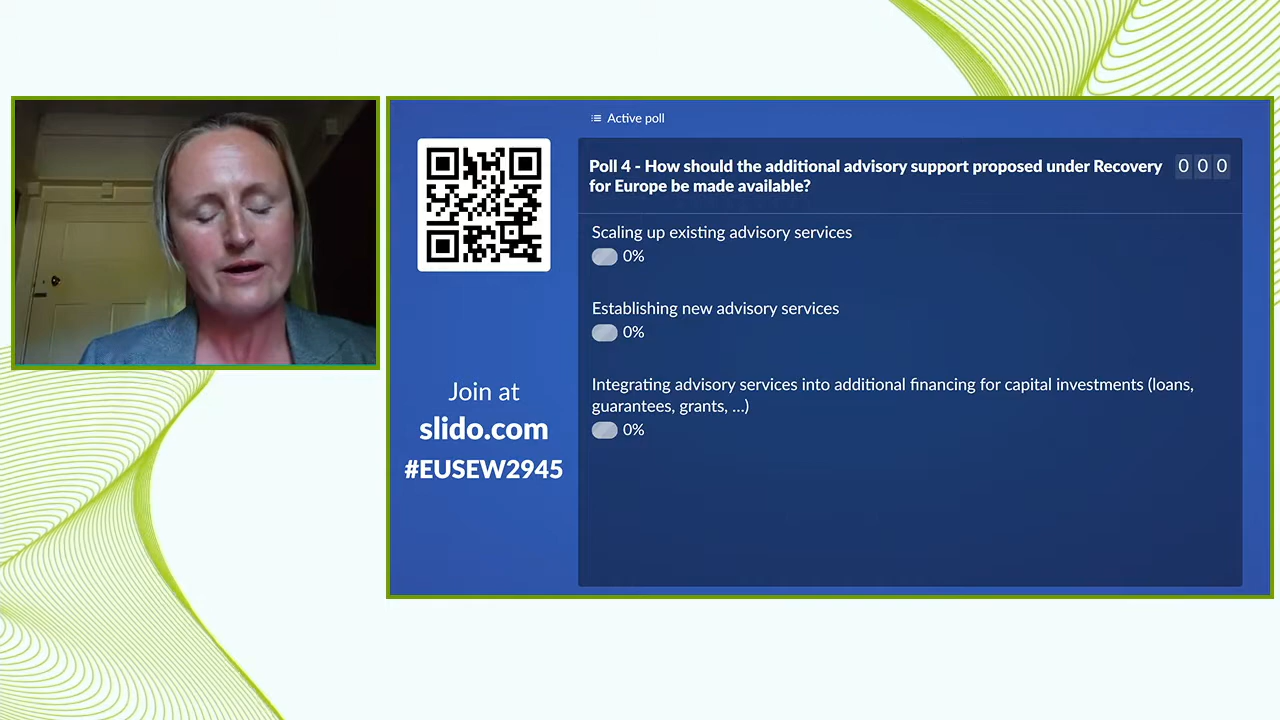 Active poll
Poll 4 - How should the additional advisory support proposed under Recovery
for Europe be made available?
0 0 0
Scaling up existing advisory services
0%
Establishing new advisory services
0%
Integrating advisory services into additional financing for capital investments (loans,
guarantees, grants, ...)
0%
Join at
slido.com
#EUSEW2945